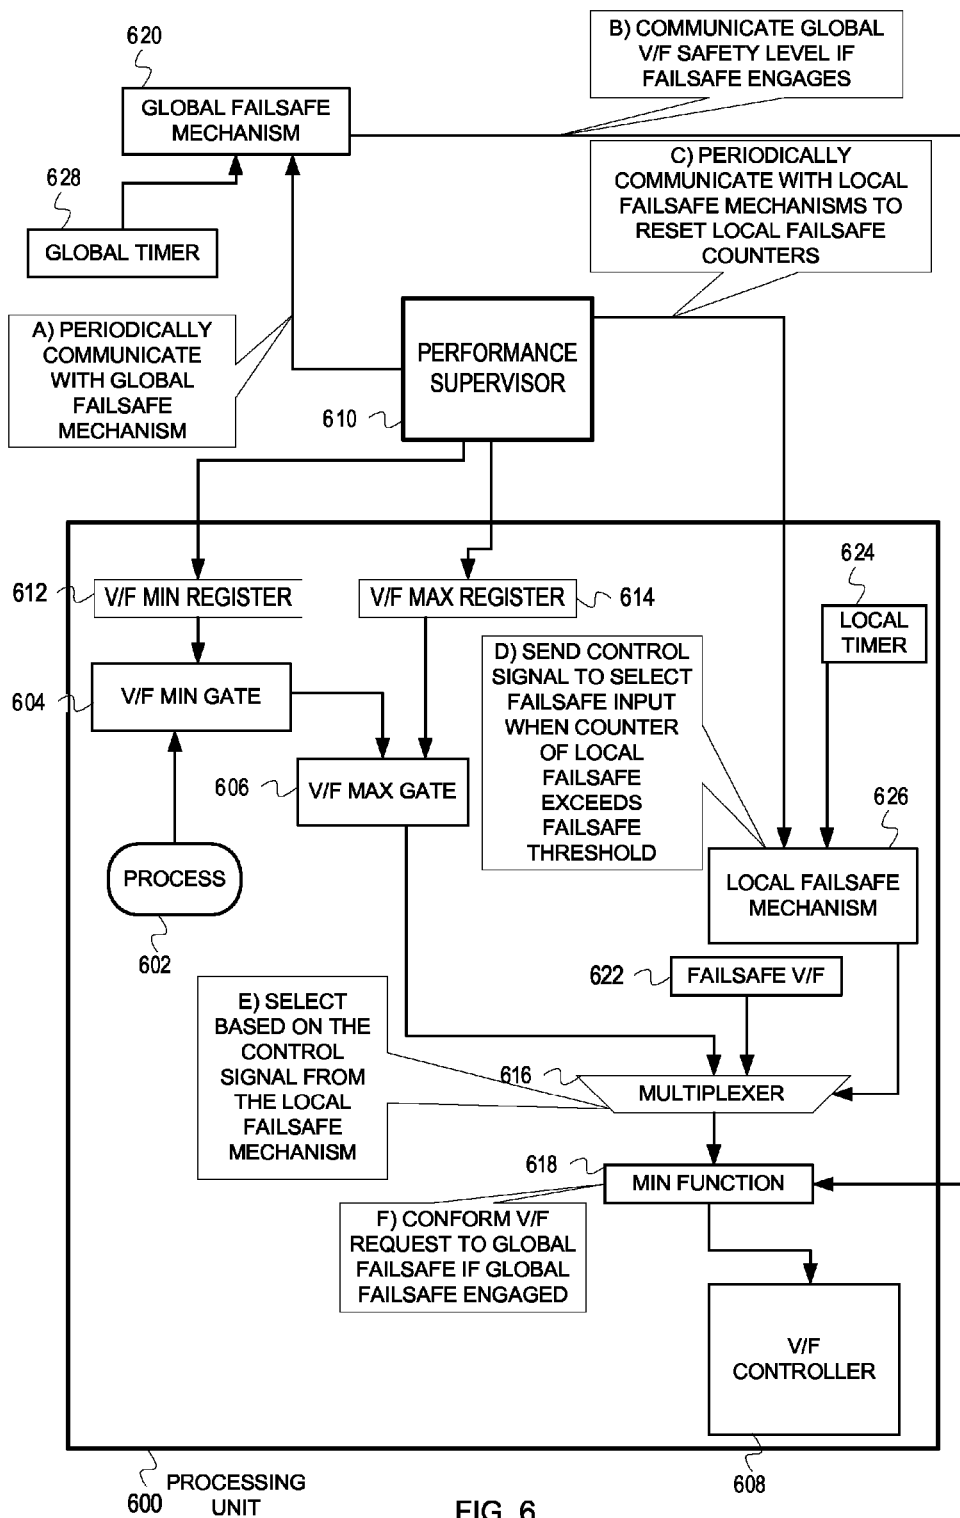 620
GLOBAL FAILSAFE
MECHANISM
B) COMMUNICATE GLOBAL
V/F SAFETY LEVEL IF
FAILSAFE ENGAGES
628
GLOBAL TIMER
C) PERIODICALLY
COMMUNICATE WITH LOCAL
FAILSAFE MECHANISMS TO
RESET LOCAL FAILSAFE
COUNTERS
A) PERIODICALLY
COMMUNICATE
WITH GLOBAL
FAILSAFE
MECHANISM
PERFORMANCE
SUPERVISOR
610
612
V/F MIN REGISTER
V/F MAX REGISTER
614
624
LOCAL
TIMER
604
V/F MIN GATE
D) SEND CONTROL
SIGNAL TO SELECT
FAILSAFE INPUT
WHEN COUNTER
OF LOCAL
FAILSAFE
EXCEEDS
FAILSAFE
THRESHOLD
606
V/F MAX GATE
626
PROCESS
602
LOCAL FAILSAFE
MECHANISM
622
FAILSAFE V/F
E) SELECT
BASED ON THE
CONTROL
SIGNAL FROM
THE LOCAL
FAILSAFE
MECHANISM
616
MULTIPLEXER
618
MIN FUNCTION
F) CONFORM V/F
REQUEST TO GLOBAL
FAILSAFE IF GLOBAL
FAILSAFE ENGAGED
V/F
CONTROLLER
608
600
PROCESSING
UNIT
FIG. 6